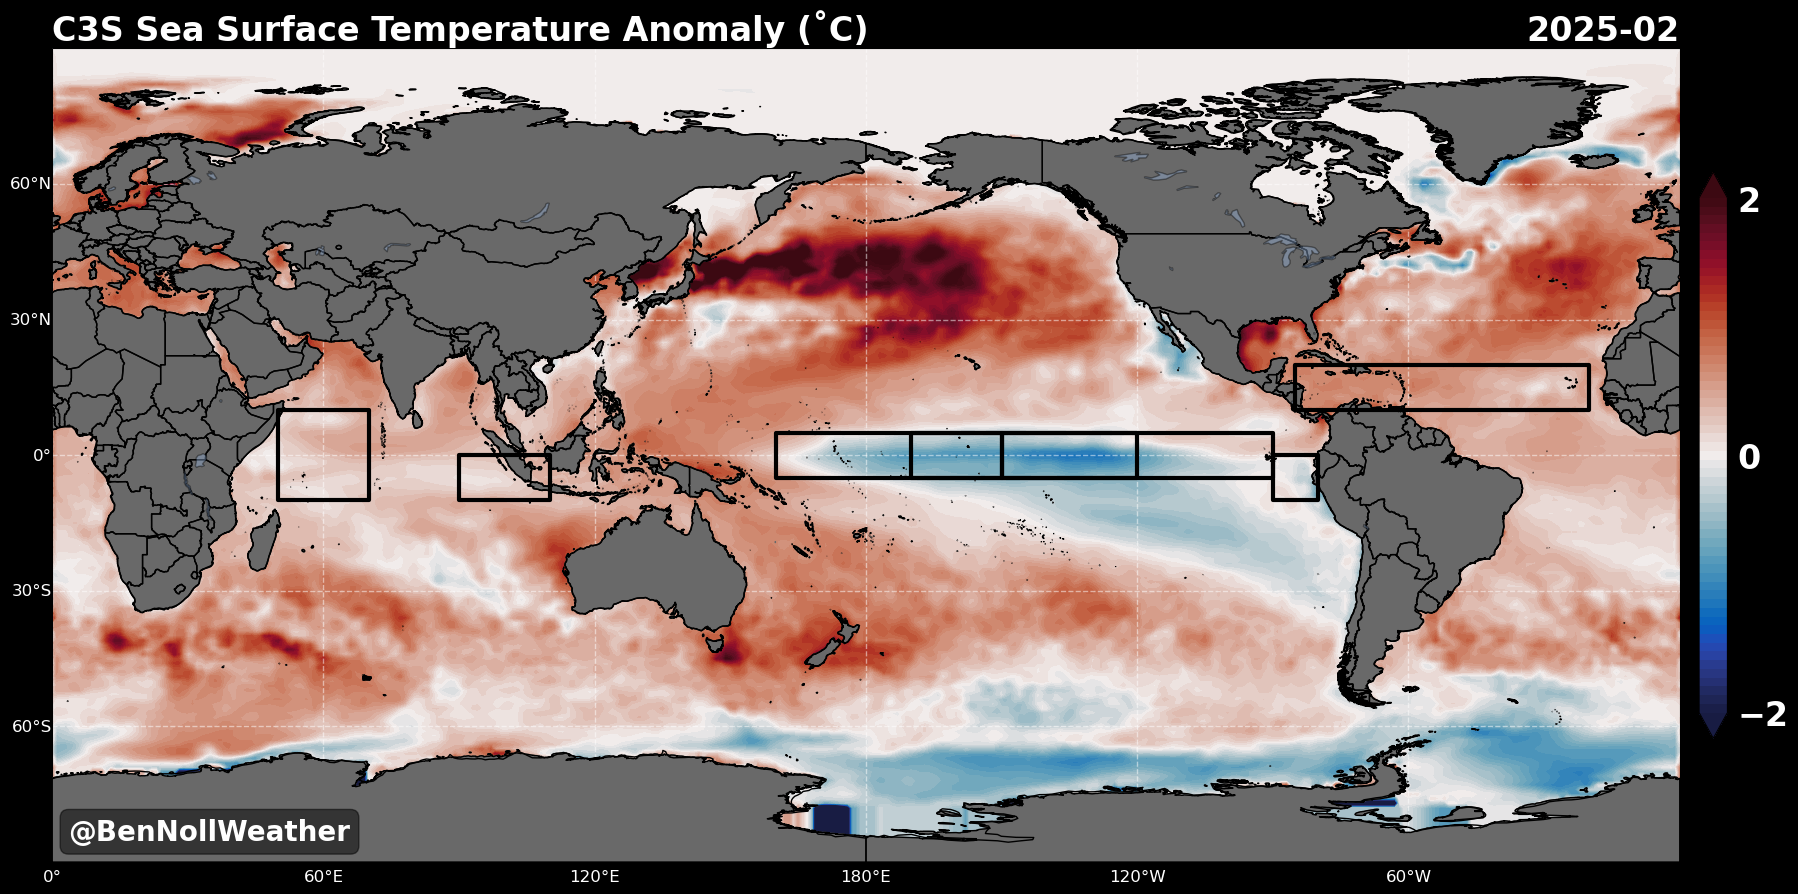 C3S Sea Surface Temperature Anomaly (˚C)
2025-02
60°N
30°N
0°
30°S
60°S
2
0
−2
@BenNollWeather
0°
60°E
120°E
180°E
120°W
60°W